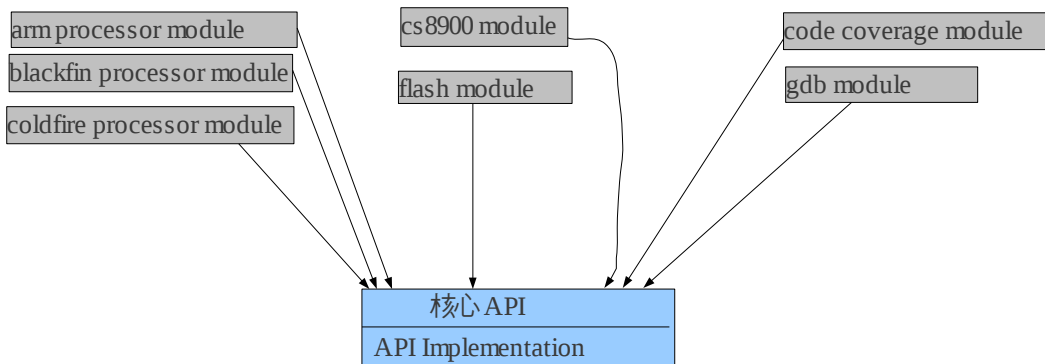 arm processor module
blackfin processor module
coldfire processor module
cs8900 module
flash module
code coverage module
gdb module
核心 API
API Implementation